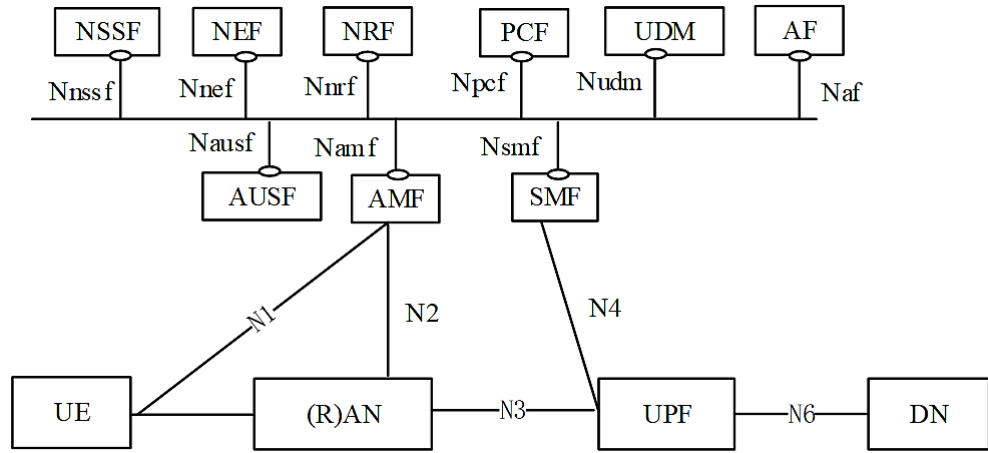 NSSF
NEF
NRF
PCF
UDM
AF
Nnssf
Nnef
Nnrf
Npcf
Nudm
Naf
Nausf
Namf
Nsmf
AUSF
AMF
SMF
N1
N2
N4
UE
(R)AN
N3
UPF
N6
DN